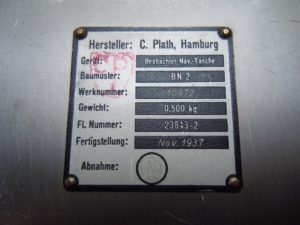 Hersteller: C. Plath, Hamburg
Gerät: Beobachter Nav.-Tasche
Baumuster: BN 2
Werknummer:
Gewicht: 0,500 kg
FL Nummer: 23843-2
Fertigstellung: Nov 1937
Abnahme: